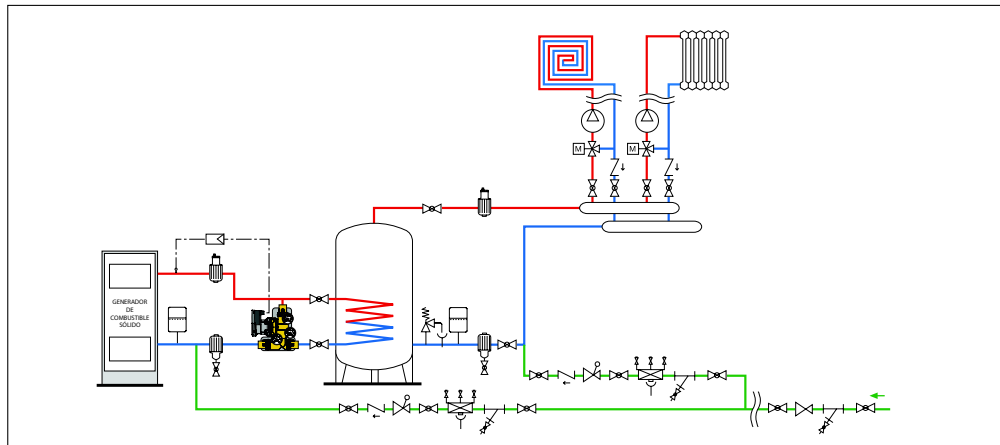 M
M
GENERADOR
DE
COMBUSTIBLE
SÓLIDO